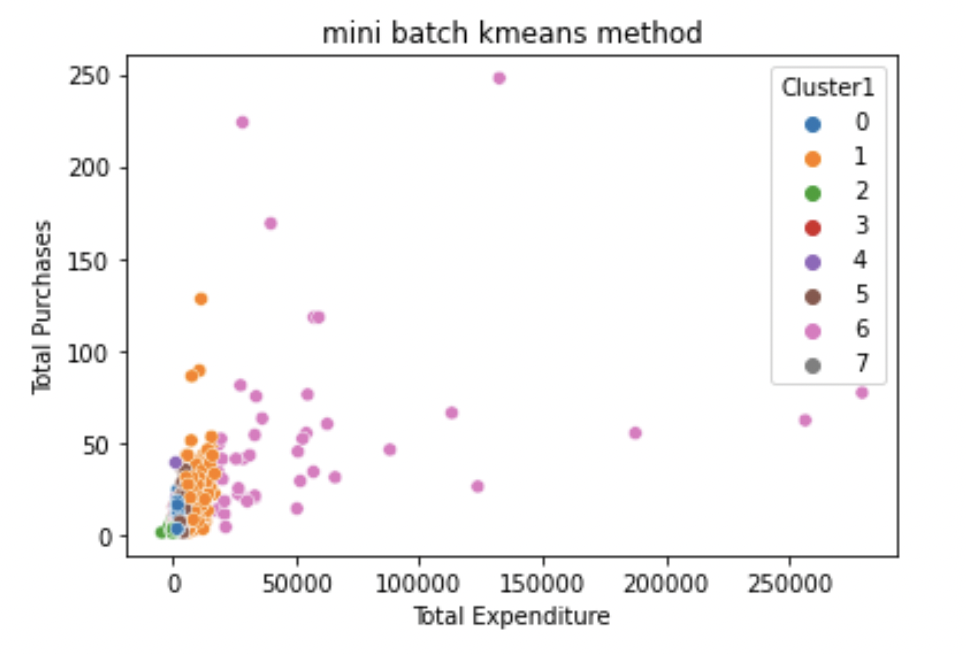 mini batch kmeans method
250
200
150
100
50
0
Total Purchases
0 50000 100000 150000 200000 250000
Total Expenditure
Cluster1
0
1
2
3
4
5
6
7